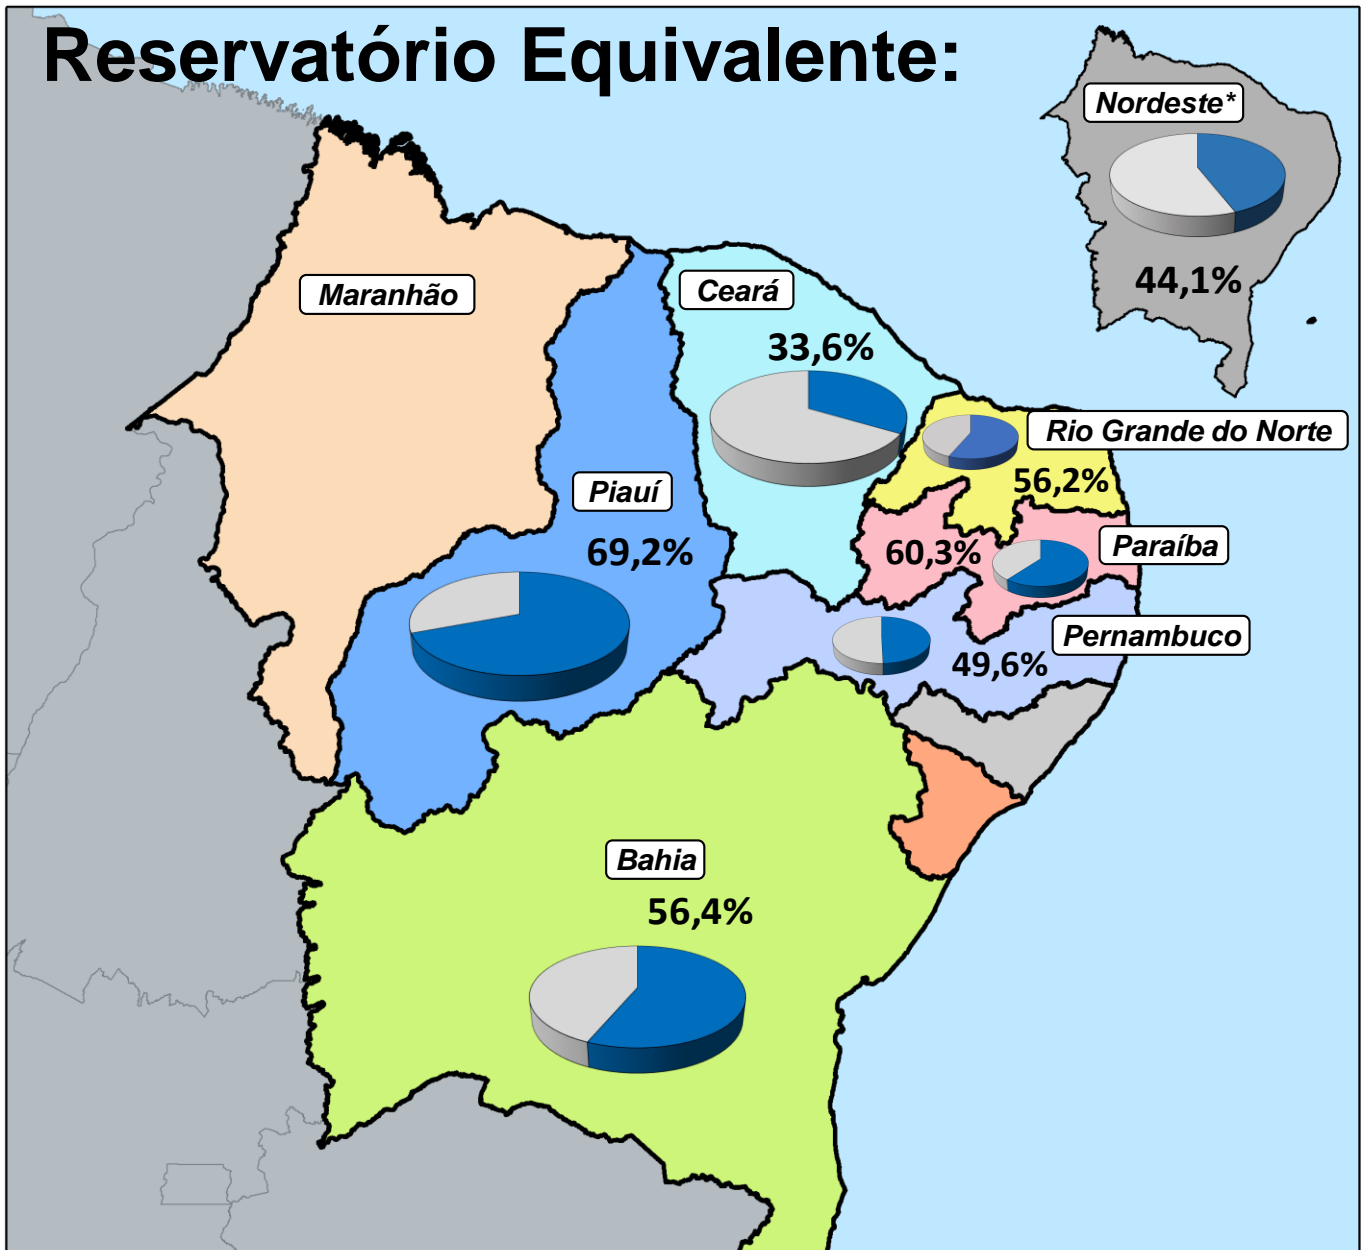 Reservatório Equivalente:
Nordeste*
44,1%
Maranhão
Ceará
33,6%
Rio Grande do Norte
56,2%
Piauí
69,2%
Paraíba
60,3%
Pernambuco
49,6%
Bahia
56,4%